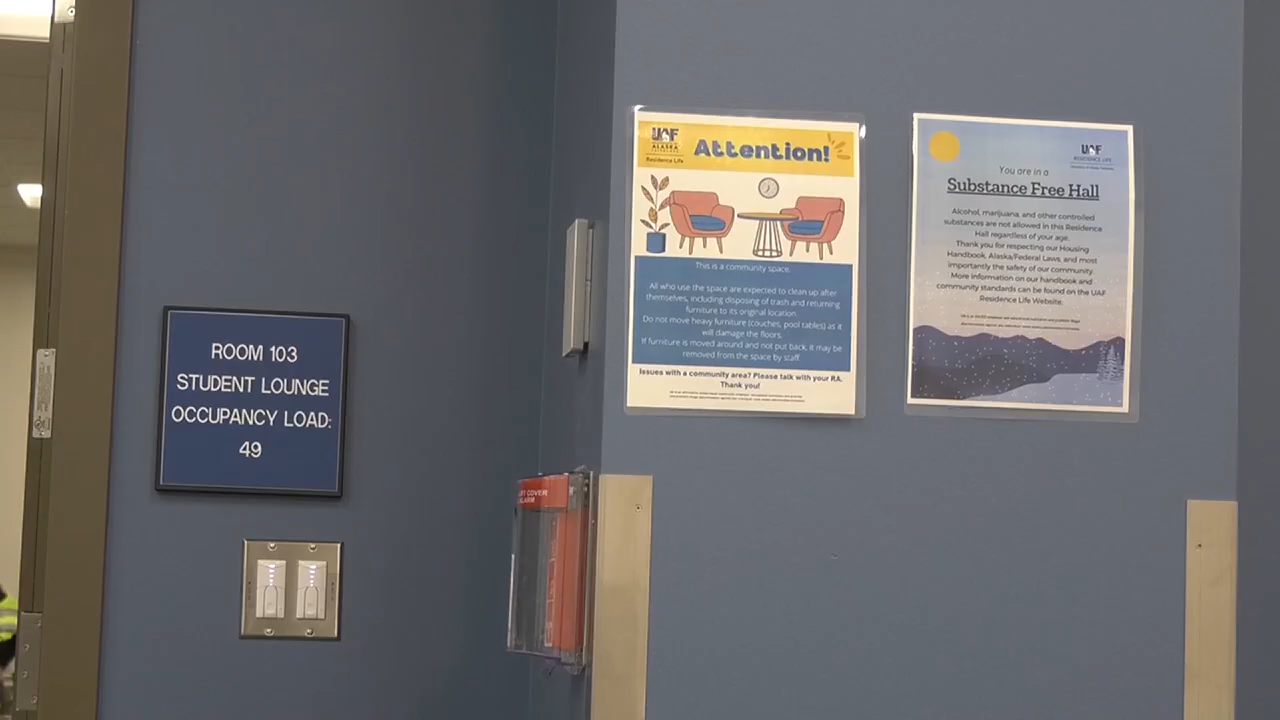 ROOM 103
STUDENT LOUNGE
OCCUPANCY LOAD:
49
COVER
UAF
ALASKA
Residence Life
Attention!
This is a community space.
All who use the space are expected to clean up after
themselves, including disposing of trash and returning
furniture to its original location.
Do not move heavy furniture (couches, pool tables) as it
will damage the floors.
If furniture is moved around and not put back, it may be
removed from the space by staff
Issues with a community area? Please talk with your RA.
Thank you!
UAF
RESIDENCE LIFE
You are in a
Substance Free Hall
Alcohol, marijuana, and other controlled
substances are not allowed in this Residence
Hall regardless of your age.
Thank you for respecting our Housing
Handbook, Alaska/Federal Laws, and most
importantly the safety of our community.
More information on our handbook and
community standards can be found on the UAF
Residence Life Website.